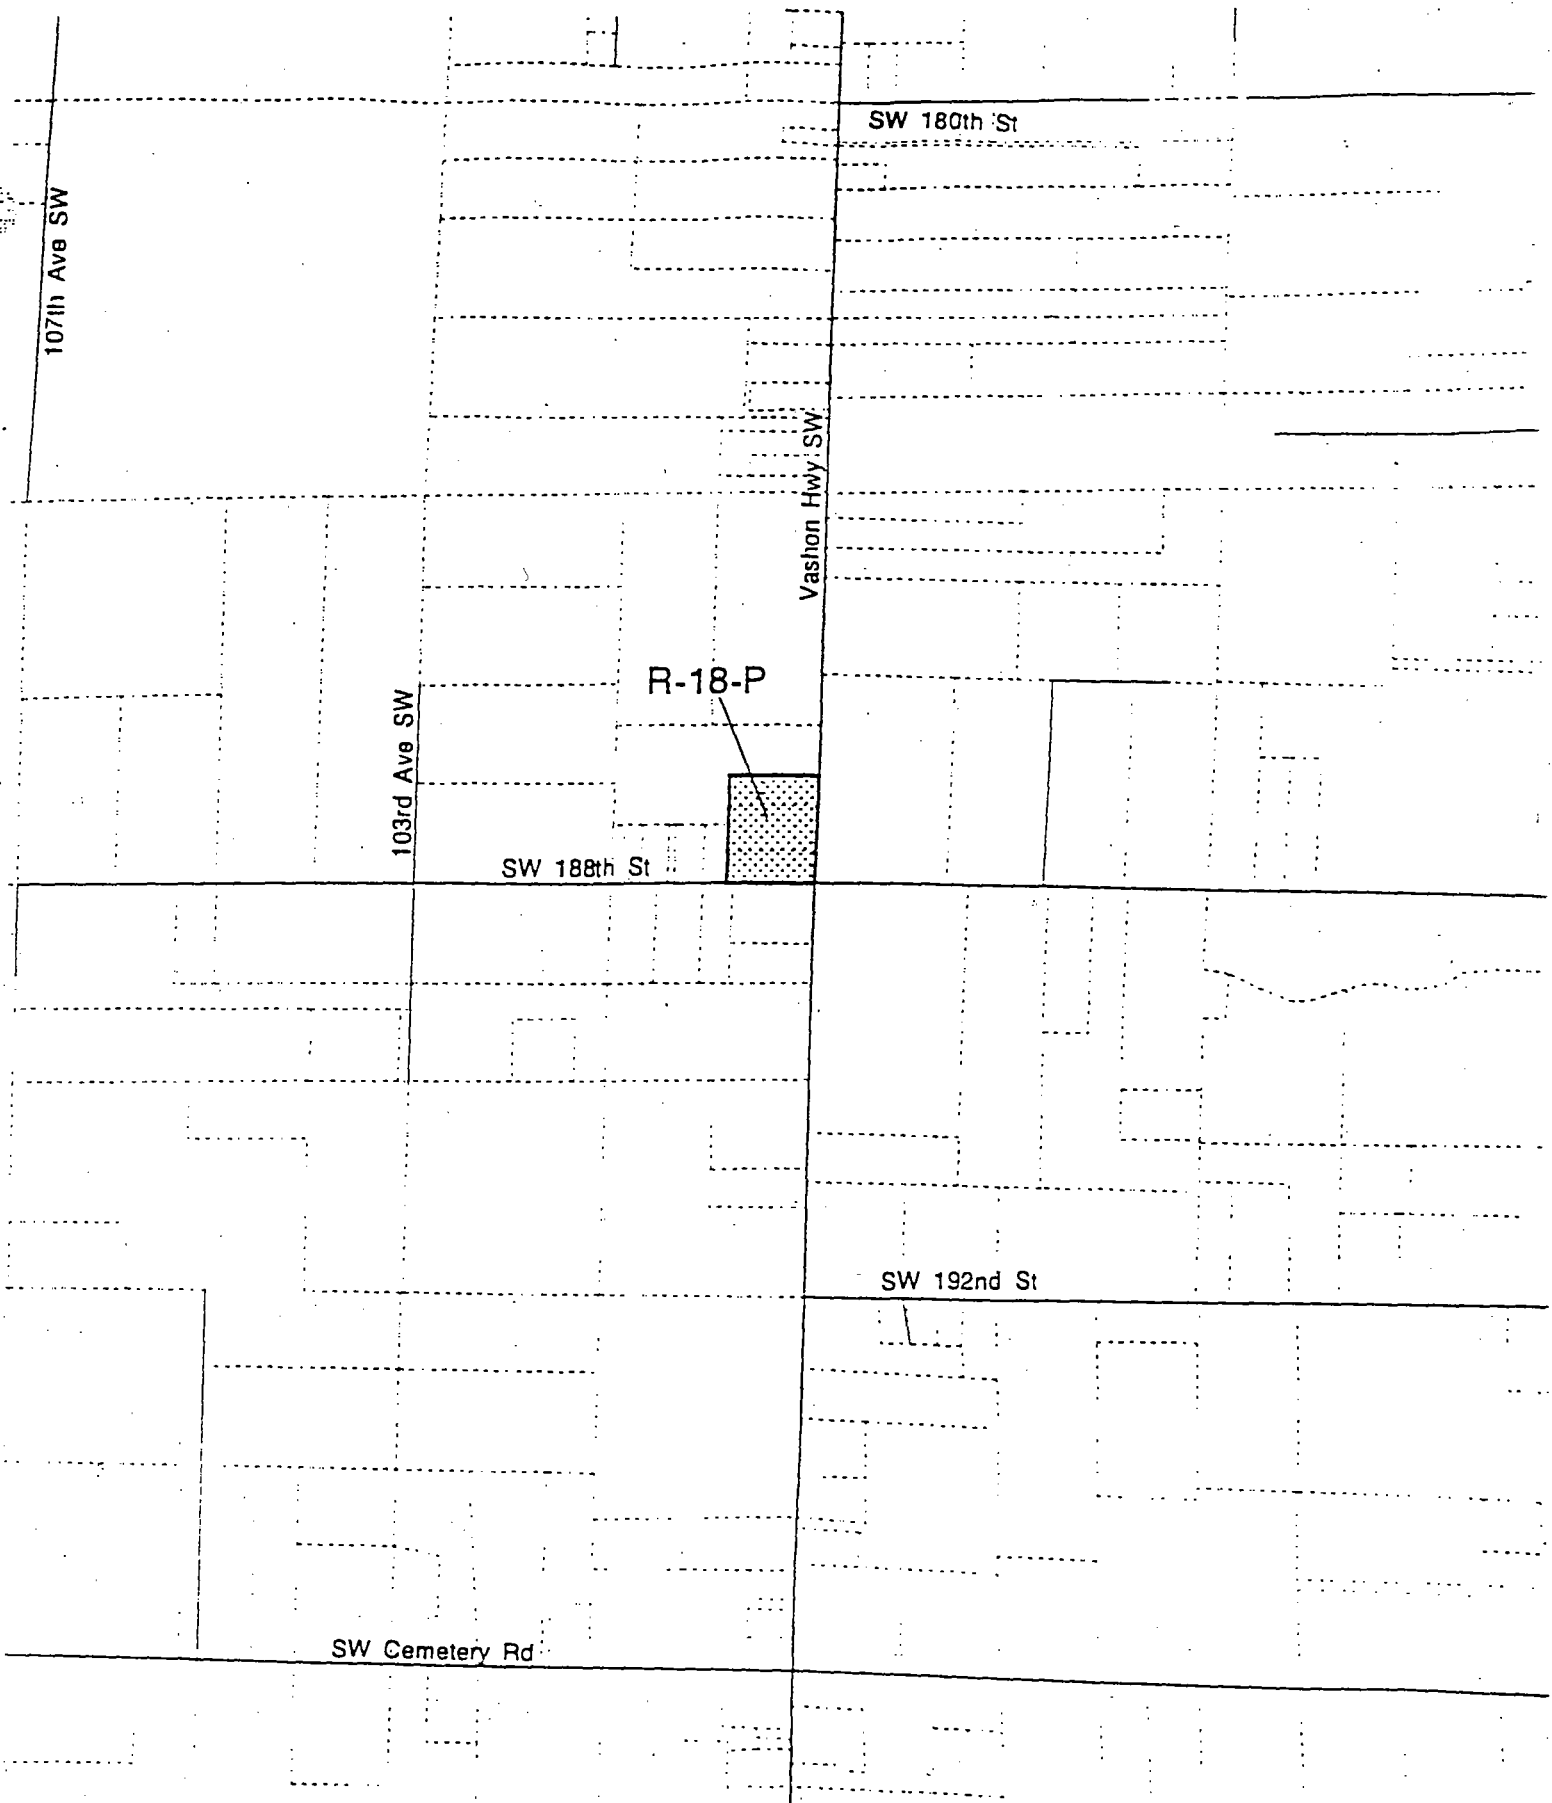 SW 180th St
107th Ave SW
Vashon Hwy SW
R-18-P
103rd Ave SW
SW 188th St
SW 192nd St
SW Cemetery Rd